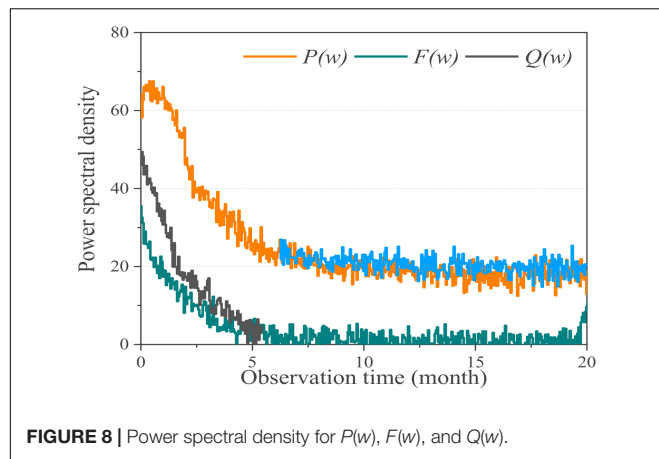 80
P(w) F(w) Q(w)
60
40
20
0
Power spectral density
0 5 10 15 20
Observation time (month)
FIGURE 8 | Power spectral density for P(w), F(w), and Q(w).